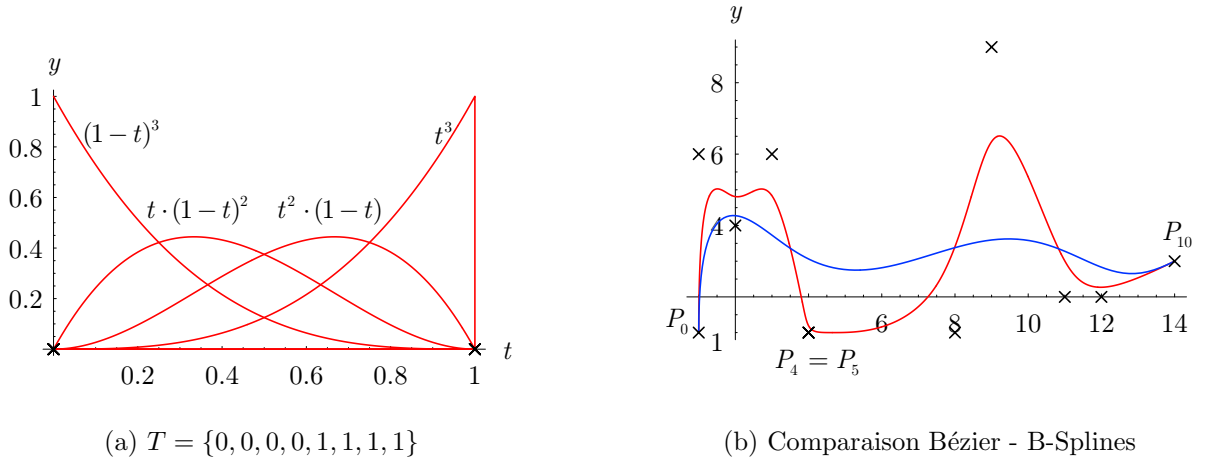 y
1
0.8
0.6
0.4
0.2
(1 − t)³
t³
t · (1 − t)²
t² · (1 − t)
0.2 0.4 0.6 0.8 1 t
(a) T = {0, 0, 0, 0, 1, 1, 1, 1}
y
8
6
4
1
6 8 10 12 14
P₀
P₄ = P₅
P₁₀
(b) Comparaison Bézier - B-Splines